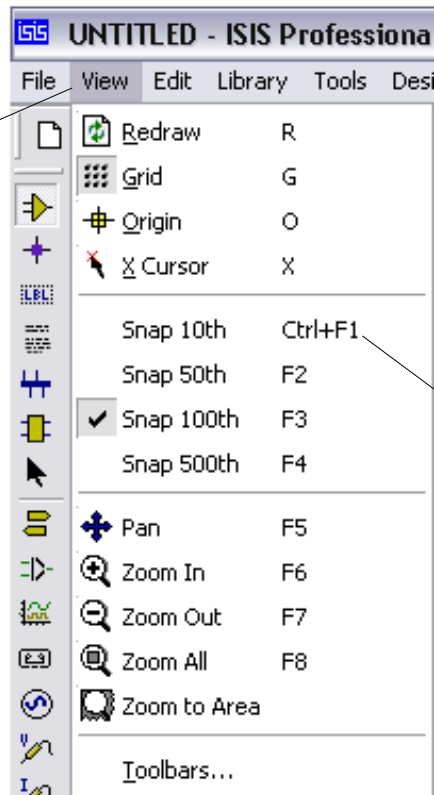 isis UNTITLED - ISIS Professiona
File View Edit Library Tools Desi
Redraw R
Grid G
Origin O
X Cursor X
LBL
Snap 10th Ctrl+F1
Snap 50th F2
Snap 100th F3
Snap 500th F4
Pan F5
Zoom In F6
Zoom Out F7
Zoom All F8
Zoom to Area
V
Toolbars...
I